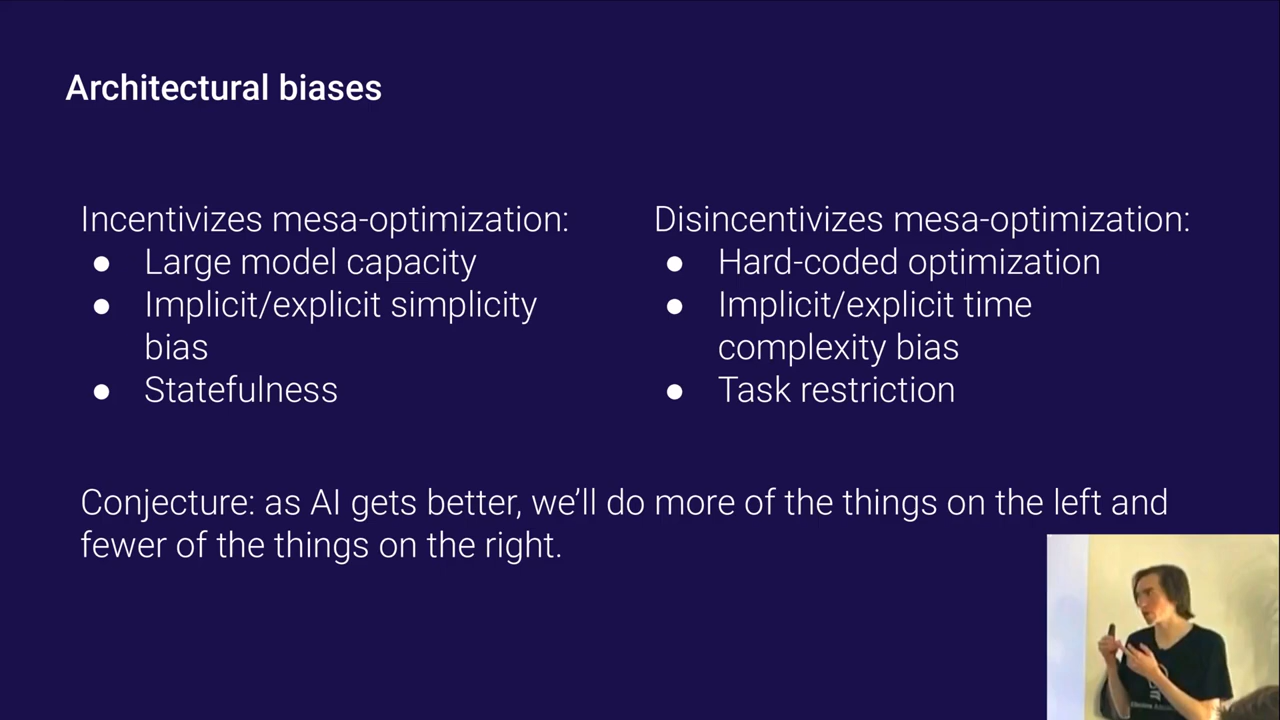 Architectural biases
Incentivizes mesa-optimization:
● Large model capacity
● Implicit/explicit simplicity
bias
● Statefulness
Disincentivizes mesa-optimization:
● Hard-coded optimization
● Implicit/explicit time
complexity bias
● Task restriction
Conjecture: as AI gets better, we’ll do more of the things on the left and
fewer of the things on the right.